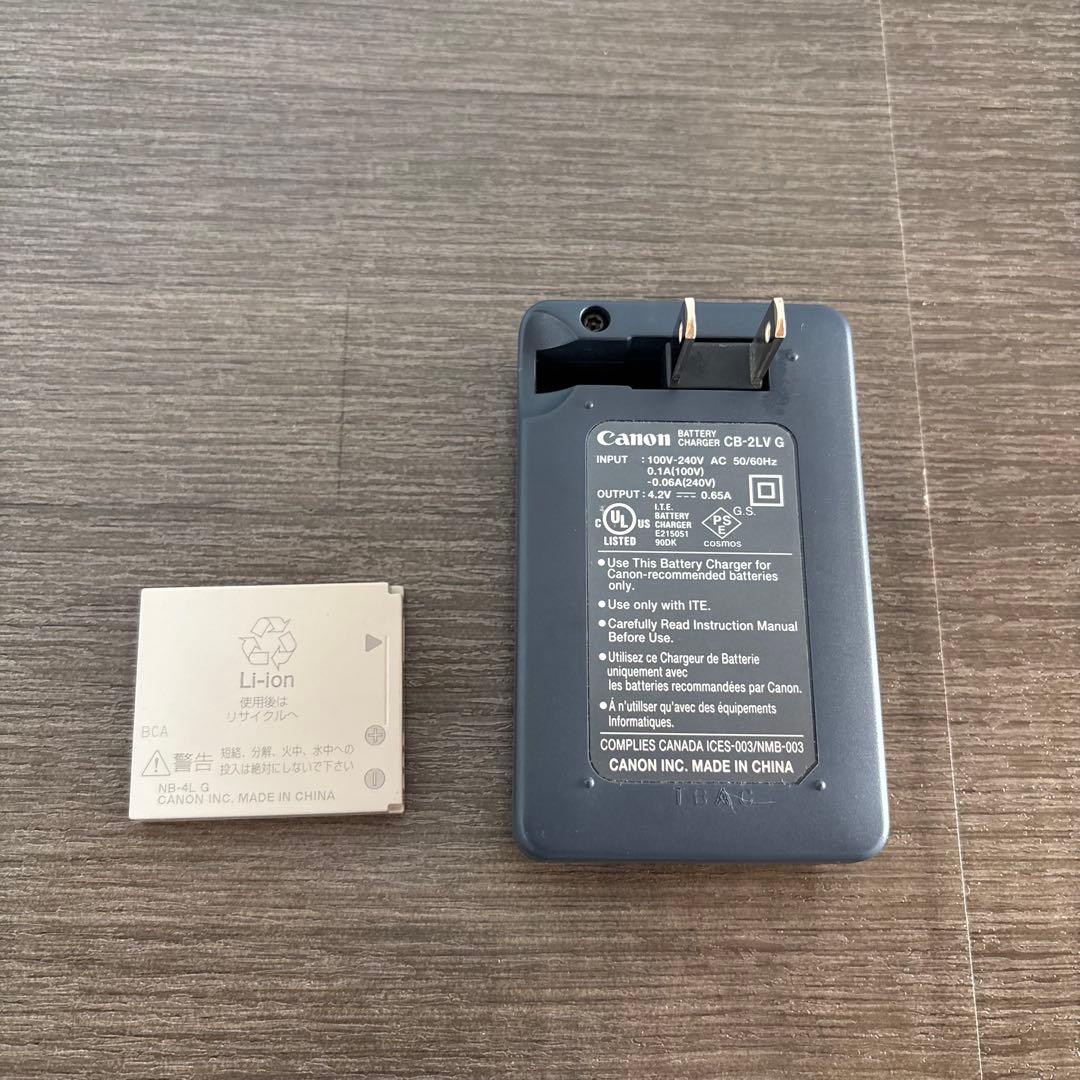 Li-ion
使用後は
リサイクルへ
BCA
警告 短絡、分解、火中、水中への
投入は絶対にしないで下さい
NB-4L G
CANON INC. MADE IN CHINA
Canon BATTERY CHARGER CB-2LV G
INPUT : 100V-240V AC 50/60Hz
0.1A(100V)
-0.06A(240V)
OUTPUT : 4.2V 0.65A
C UL US LISTED
I.T.E.
BATTERY
CHARGER
E215051
90DK
PS E G.S.
cosmos
• Use This Battery Charger for
Canon-recommended batteries
only.
• Use only with ITE.
• Carefully Read Instruction Manual
Before Use.
• Utilisez ce Chargeur de Batterie
uniquement avec
les batteries recommandées par Canon.
• Á n'utilliser qu'avec des équipements
Informatiques.
COMPLIES CANADA ICES-003/NMB-003
CANON INC. MADE IN CHINA